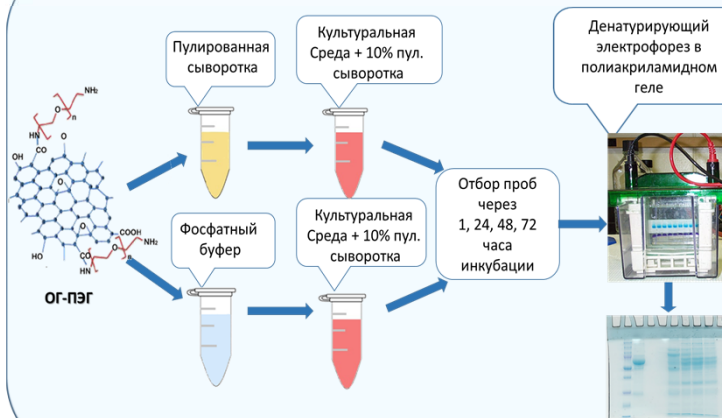 Пулированная
сыворотка
Культуральная
Среда + 10% пул.
сыворотка
Денатурирующий
электрофорез в
полиакриламидном
геле
NH₂
O
n
HN
CO
O
OH
O
O
COOH
HO
CO
HN
O
n
NH₂
ОГ-ПЭГ
Фосфатный
буфер
Культуральная
Среда + 10% пул.
сыворотка
Отбор проб
через
1, 24, 48, 72
часа
инкубации